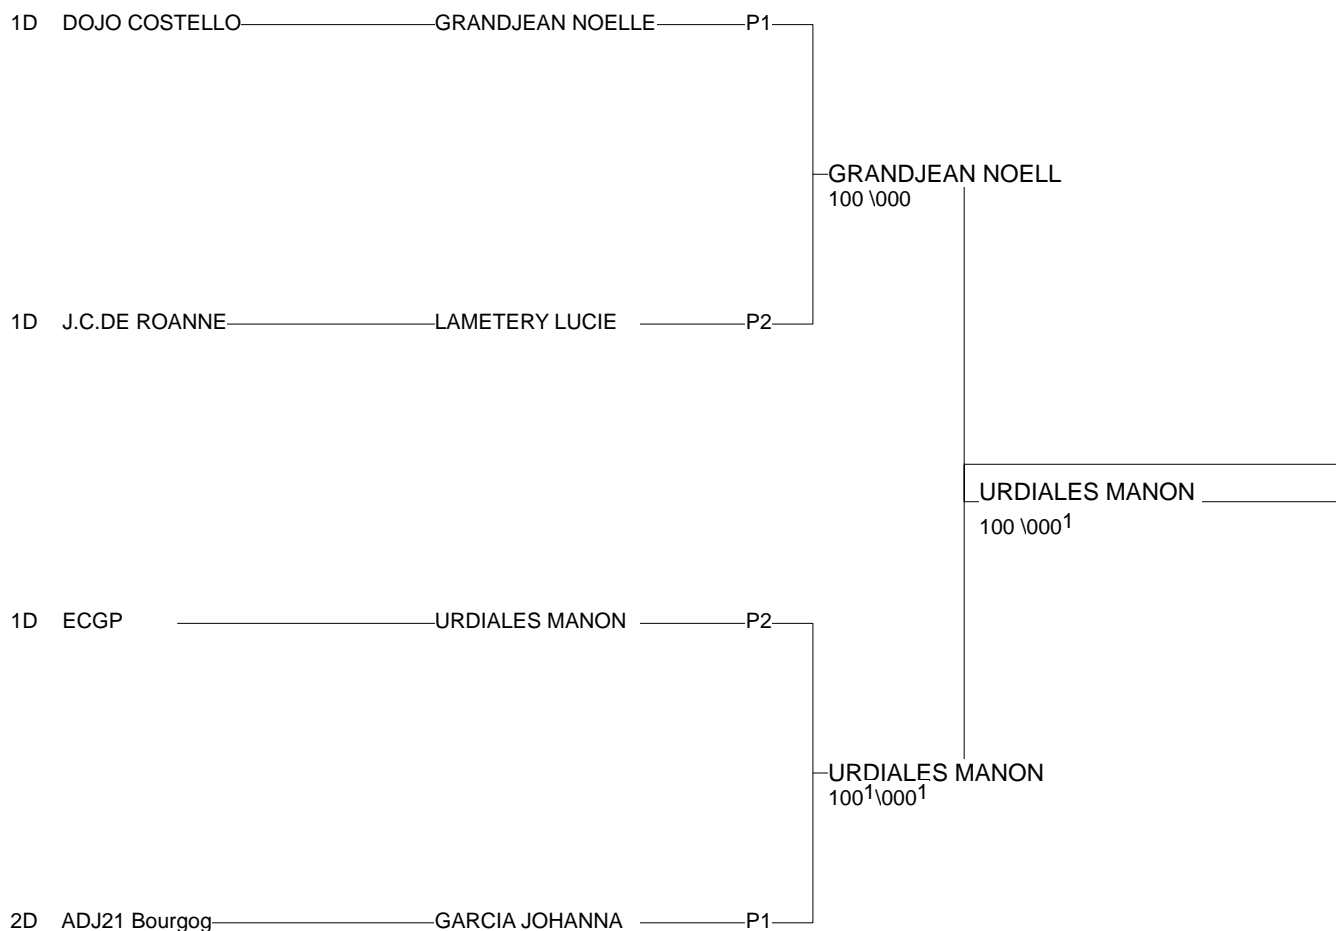 1D DOJO COSTELLO GRANDJEAN NOELLE P1
GRANDJEAN NOELL
100 \000
1D J.C.DE ROANNE LAMETERY LUCIE P2
URDIALES MANON
100 \000¹
1D ECGP URDIALES MANON P2
URDIALES MANON
100¹\000¹
2D ADJ21 Bourgog GARCIA JOHANNA P1